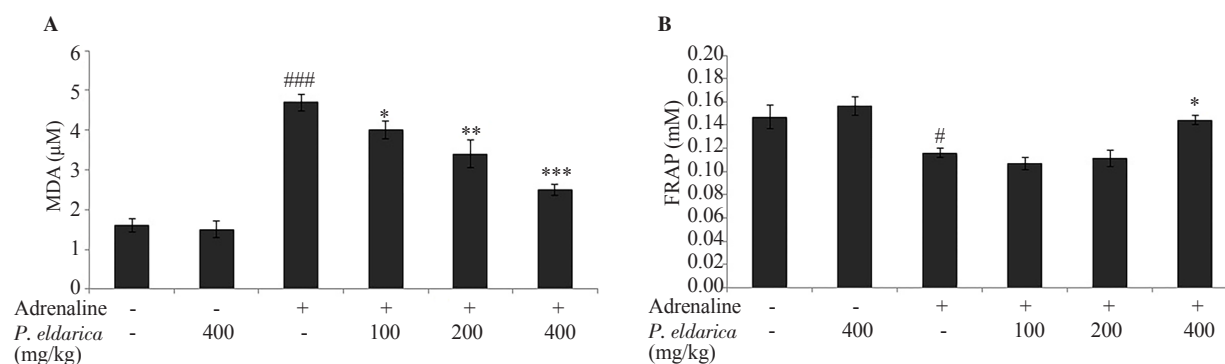 A
MDA (µM)
6
5
4
3
2
1
0
###
*
**
***
Adrenaline - - + + + +
P. eldarica - 400 - 100 200 400
(mg/kg)
B
FRAP (mM)
0.20
0.16
0.14
0.12
0.10
0.08
0.06
0.04
0.02
0.00
#
*
Adrenaline - - + + + +
P. eldarica - 400 - 100 200 400
(mg/kg)